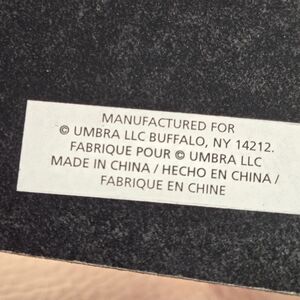 MANUFACTURED FOR
© UMBRA LLC BUFFALO, NY 14212.
FABRIQUE POUR © UMBRA LLC
MADE IN CHINA / HECHO EN CHINA /
FABRIQUE EN CHINE